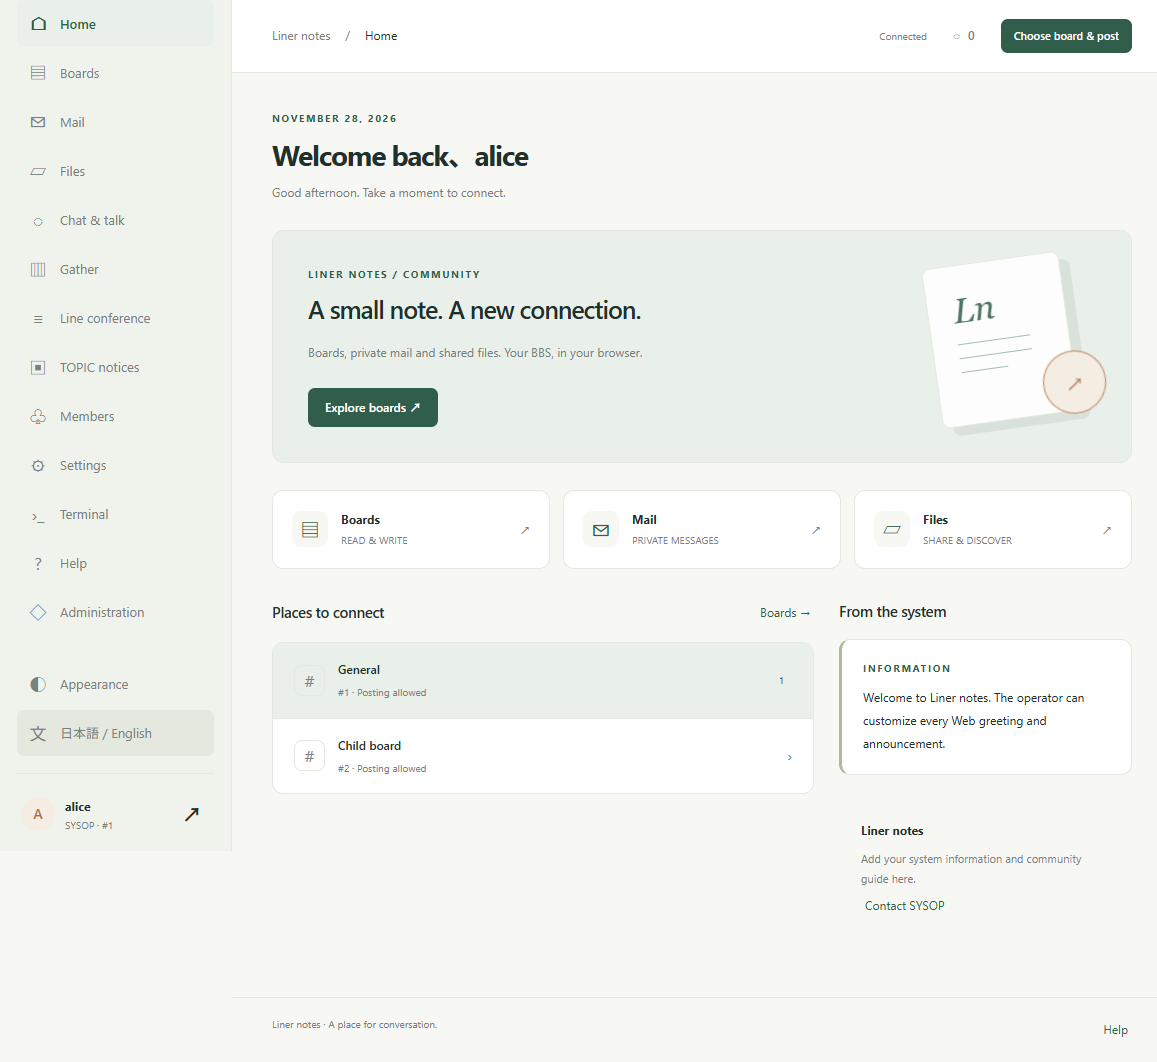 Home
Boards
Mail
Files
Chat & talk
Gather
Line conference
TOPIC notices
Members
Settings
Terminal
Help
Administration
Appearance
文 日本語 / English
A alice
SYSOP · #1
Liner notes / Home
Connected
0
Choose board & post
NOVEMBER 28, 2026
Welcome back、alice
Good afternoon. Take a moment to connect.
LINER NOTES / COMMUNITY
A small note. A new connection.
Boards, private mail and shared files. Your BBS, in your browser.
Explore boards ↗
Ln
↗
Boards
READ & WRITE
↗
Mail
PRIVATE MESSAGES
↗
Files
SHARE & DISCOVER
↗
Places to connect
Boards →
# General
#1 · Posting allowed
1
# Child board
#2 · Posting allowed
›
From the system
INFORMATION
Welcome to Liner notes. The operator can
customize every Web greeting and
announcement.
Liner notes
Add your system information and community
guide here.
Contact SYSOP
Liner notes · A place for conversation.
Help